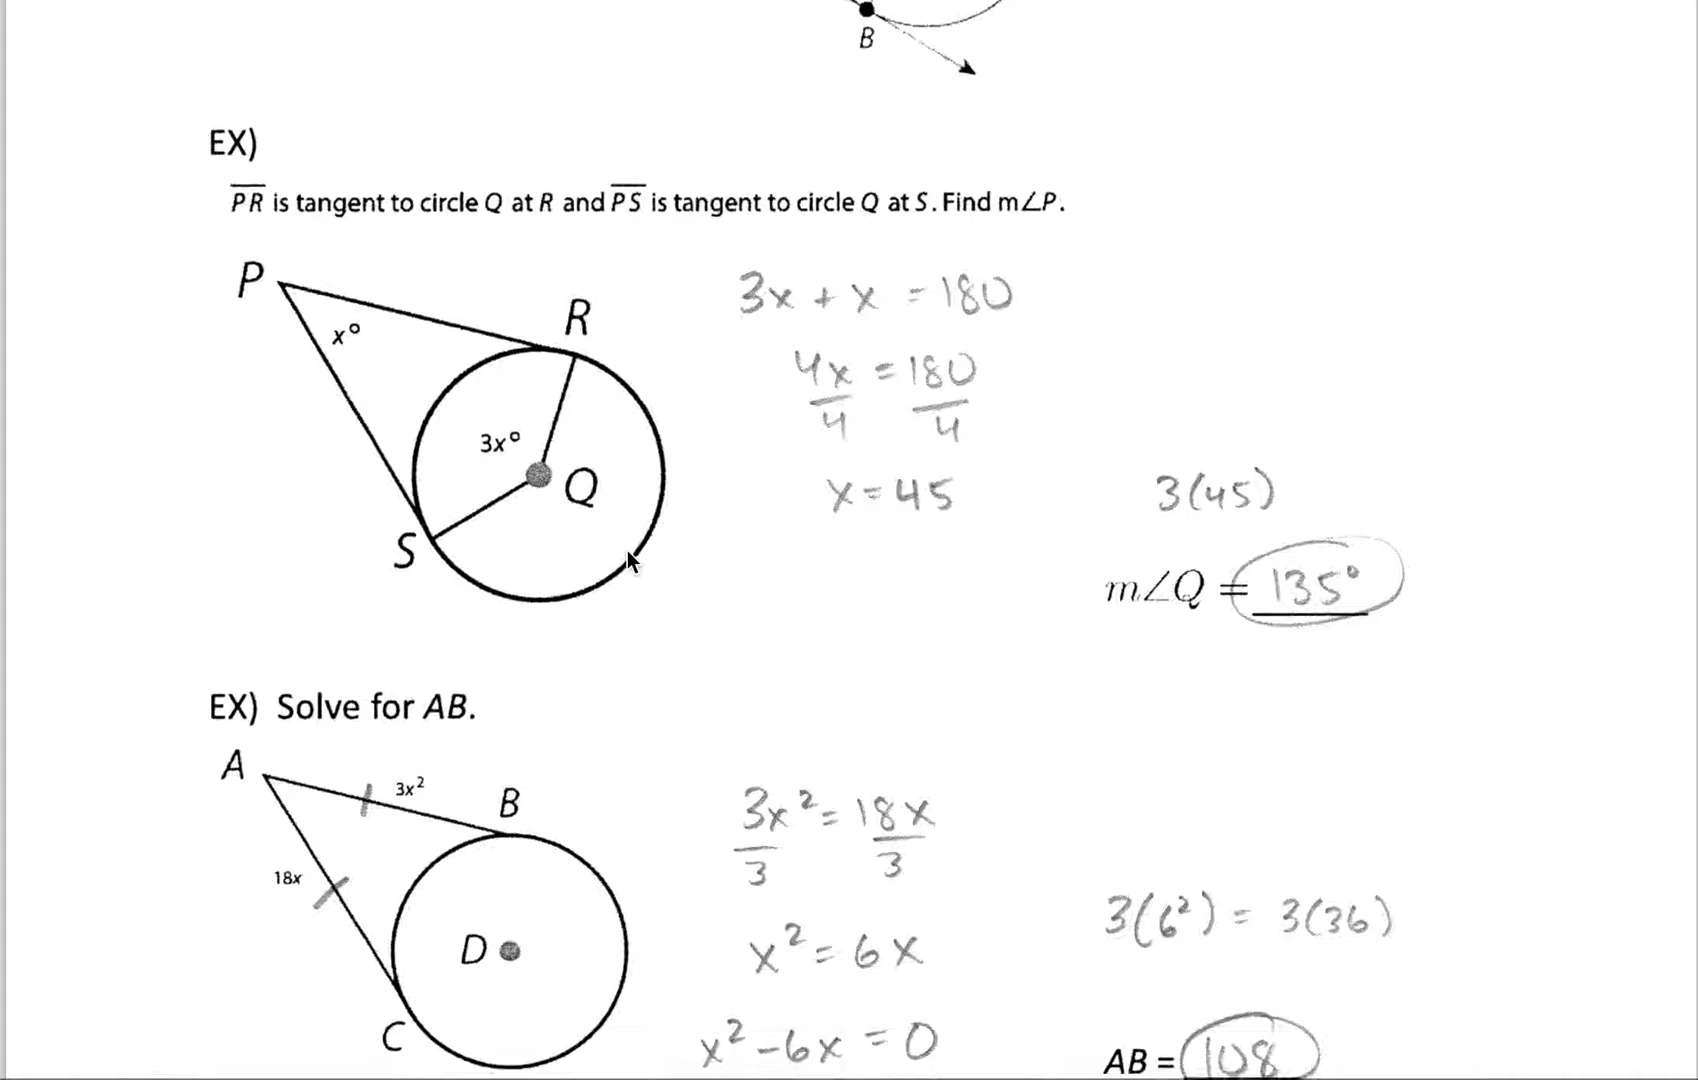 B
EX)
PR is tangent to circle Q at R and PS is tangent to circle Q at S. Find m∠P.
P
R
x°
3x°
Q
S
3x + x = 180
4x = 180
4 4
x = 45
3(45)
m∠Q = 135°
EX) Solve for AB.
A
3x²
B
18x
D
C
3x² = 18x
3 3
x² = 6x
x² - 6x = 0
3(6²) = 3(36)
AB = 108